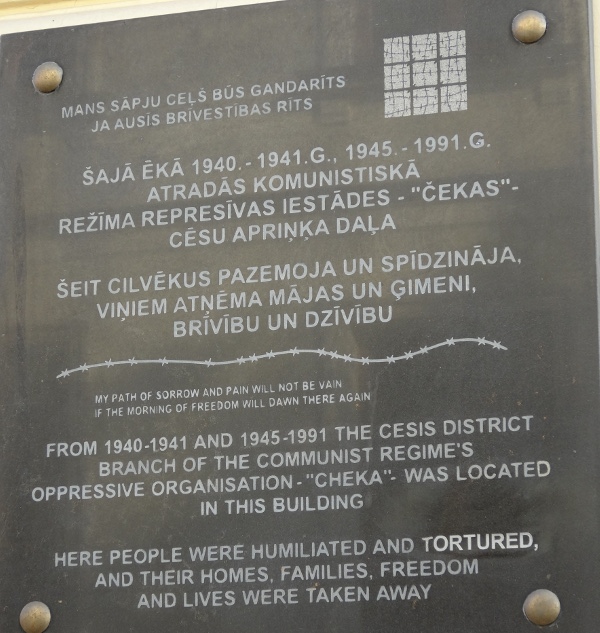 MANS SĀPJU CEĻŠ BŪS GANDARĪTS
JA AUSĪS BRĪVESTĪBAS RĪTS
ŠAJĀ ĒKĀ 1940.-1941.G., 1945.-1991.G.
ATRADĀS KOMUNISTISKĀ
REŽĪMA REPRESĪVAS IESTĀDES - "ČEKAS"-
CĒSU APRIŅĶA DAĻA
ŠEIT CILVĒKUS PAZEMOJA UN SPĪDZINĀJA,
VIŅIEM ATŅĒMA MĀJAS UN ĢIMENI,
BRĪVĪBU UN DZĪVĪBU
MY PATH OF SORROW AND PAIN WILL NOT BE VAIN
IF THE MORNING OF FREEDOM WILL DAWN THERE AGAIN
FROM 1940-1941 AND 1945-1991 THE CESIS DISTRICT
BRANCH OF THE COMMUNIST REGIME'S
OPPRESSIVE ORGANISATION - "CHEKA"- WAS LOCATED
IN THIS BUILDING
HERE PEOPLE WERE HUMILIATED AND TORTURED,
AND THEIR HOMES, FAMILIES, FREEDOM
AND LIVES WERE TAKEN AWAY